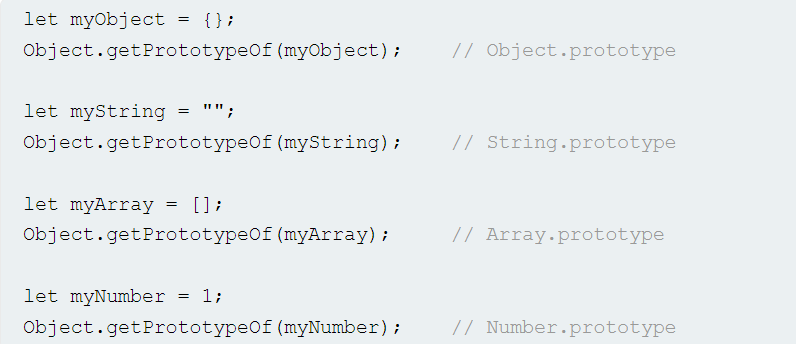 let myObject = {};
Object.getPrototypeOf(myObject);    // Object.prototype
let myString = "";
Object.getPrototypeOf(myString);    // String.prototype
let myArray = [];
Object.getPrototypeOf(myArray);     // Array.prototype
let myNumber = 1;
Object.getPrototypeOf(myNumber);    // Number.prototype